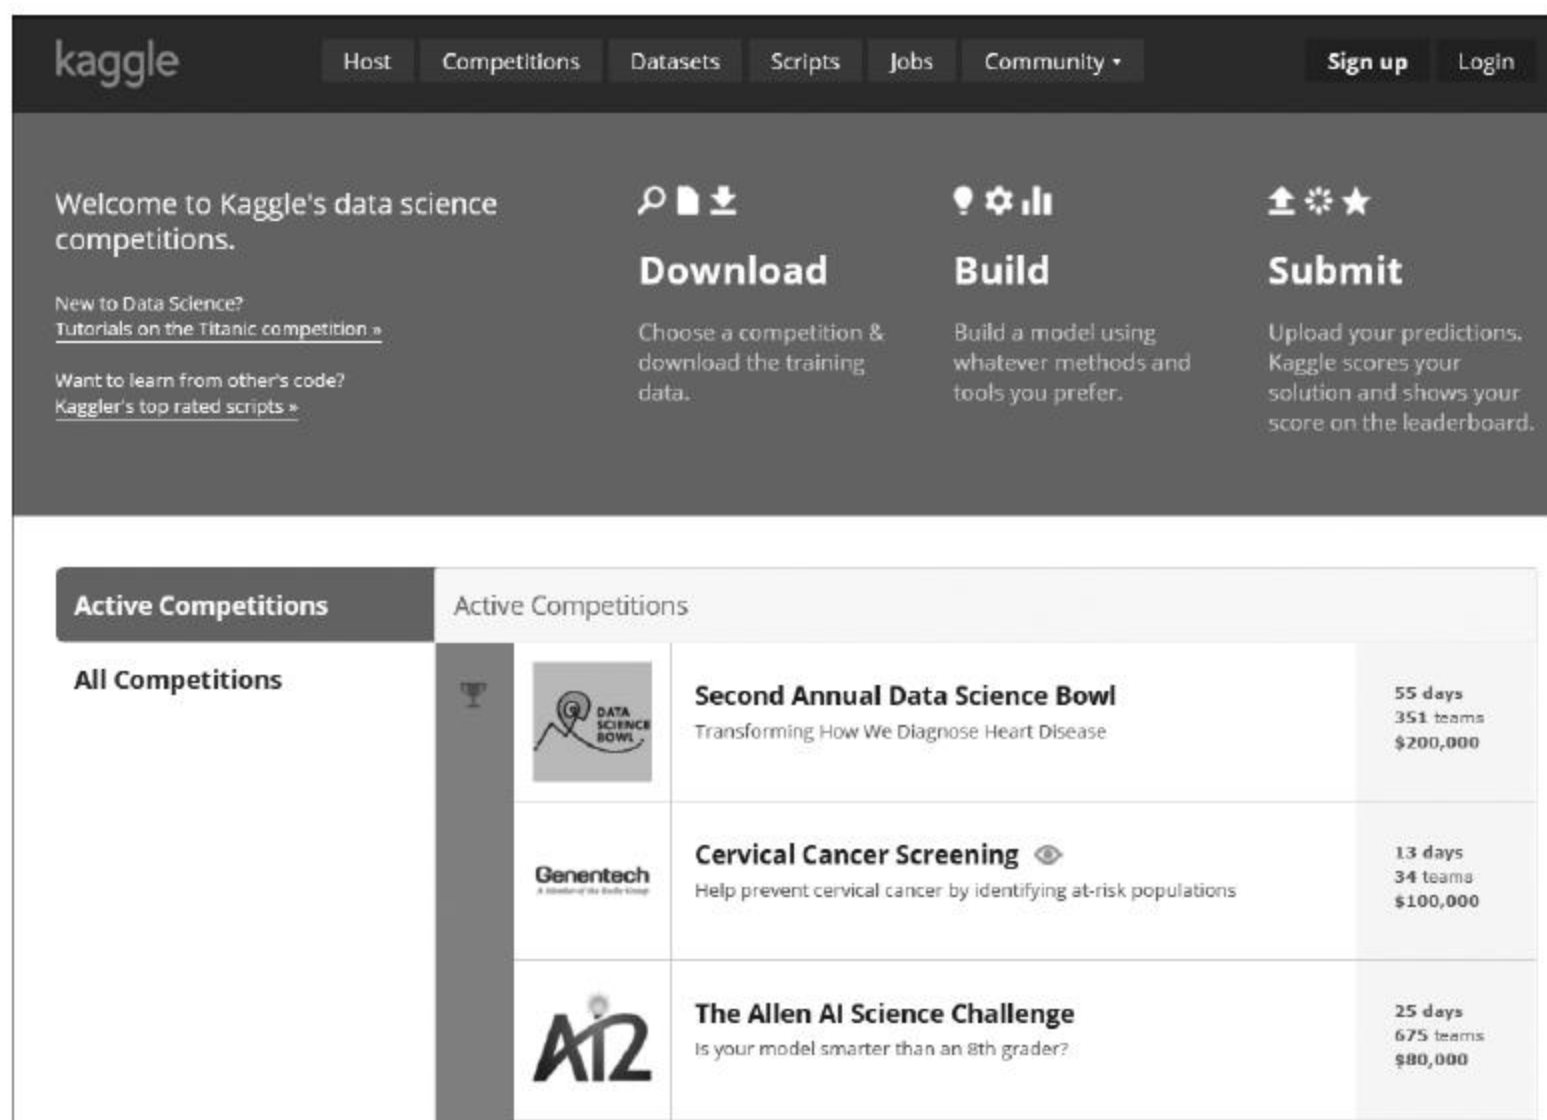 kaggle
Host Competitions Datasets Scripts Jobs Community
Sign up Login
Welcome to Kaggle's data science
competitions.
New to Data Science?
Tutorials on the Titanic competition »
Want to learn from other's code?
Kaggler's top rated scripts »
Download
Choose a competition &
download the training
data.
Build
Build a model using
whatever methods and
tools you prefer.
Submit
Upload your predictions.
Kaggle scores your
solution and shows your
score on the leaderboard.
Active Competitions
All Competitions
Active Competitions
DATA
SCIENCE
BOWL
Second Annual Data Science Bowl
Transforming How We Diagnose Heart Disease
55 days
351 teams
$200,000
Genentech
A Member of the Roche Group
Cervical Cancer Screening
Help prevent cervical cancer by identifying at-risk populations
13 days
34 teams
$100,000
AI2
The Allen AI Science Challenge
Is your model smarter than an 8th grader?
25 days
675 teams
$80,000